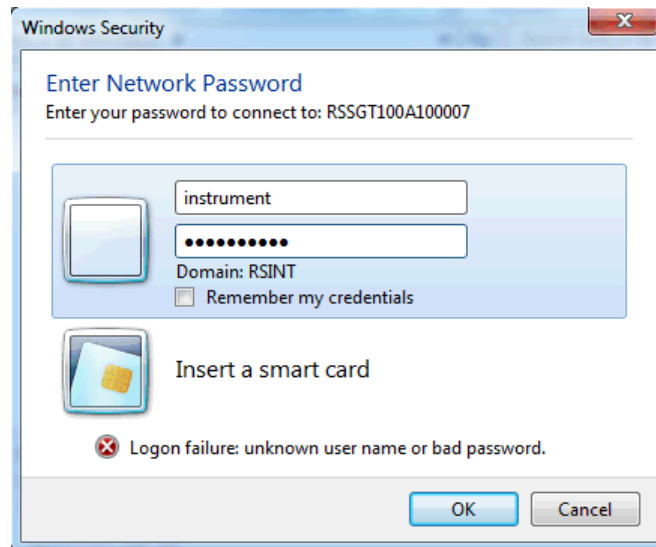 Windows Security
Enter Network Password
Enter your password to connect to: RSSGT100A100007
instrument
●●●●●●●●●●
Domain: RSINT
Remember my credentials
Insert a smart card
Logon failure: unknown user name or bad password.
OK
Cancel